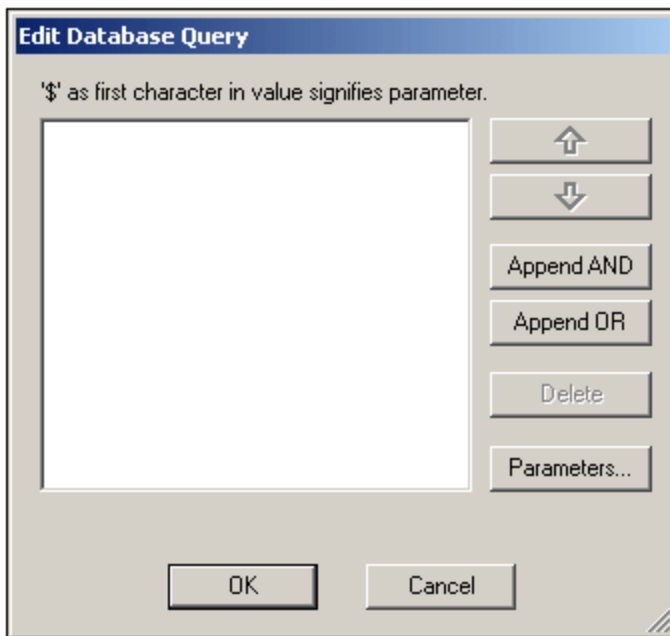 Edit Database Query
'$' as first character in value signifies parameter.
Append AND
Append OR
Delete
Parameters...
OK
Cancel